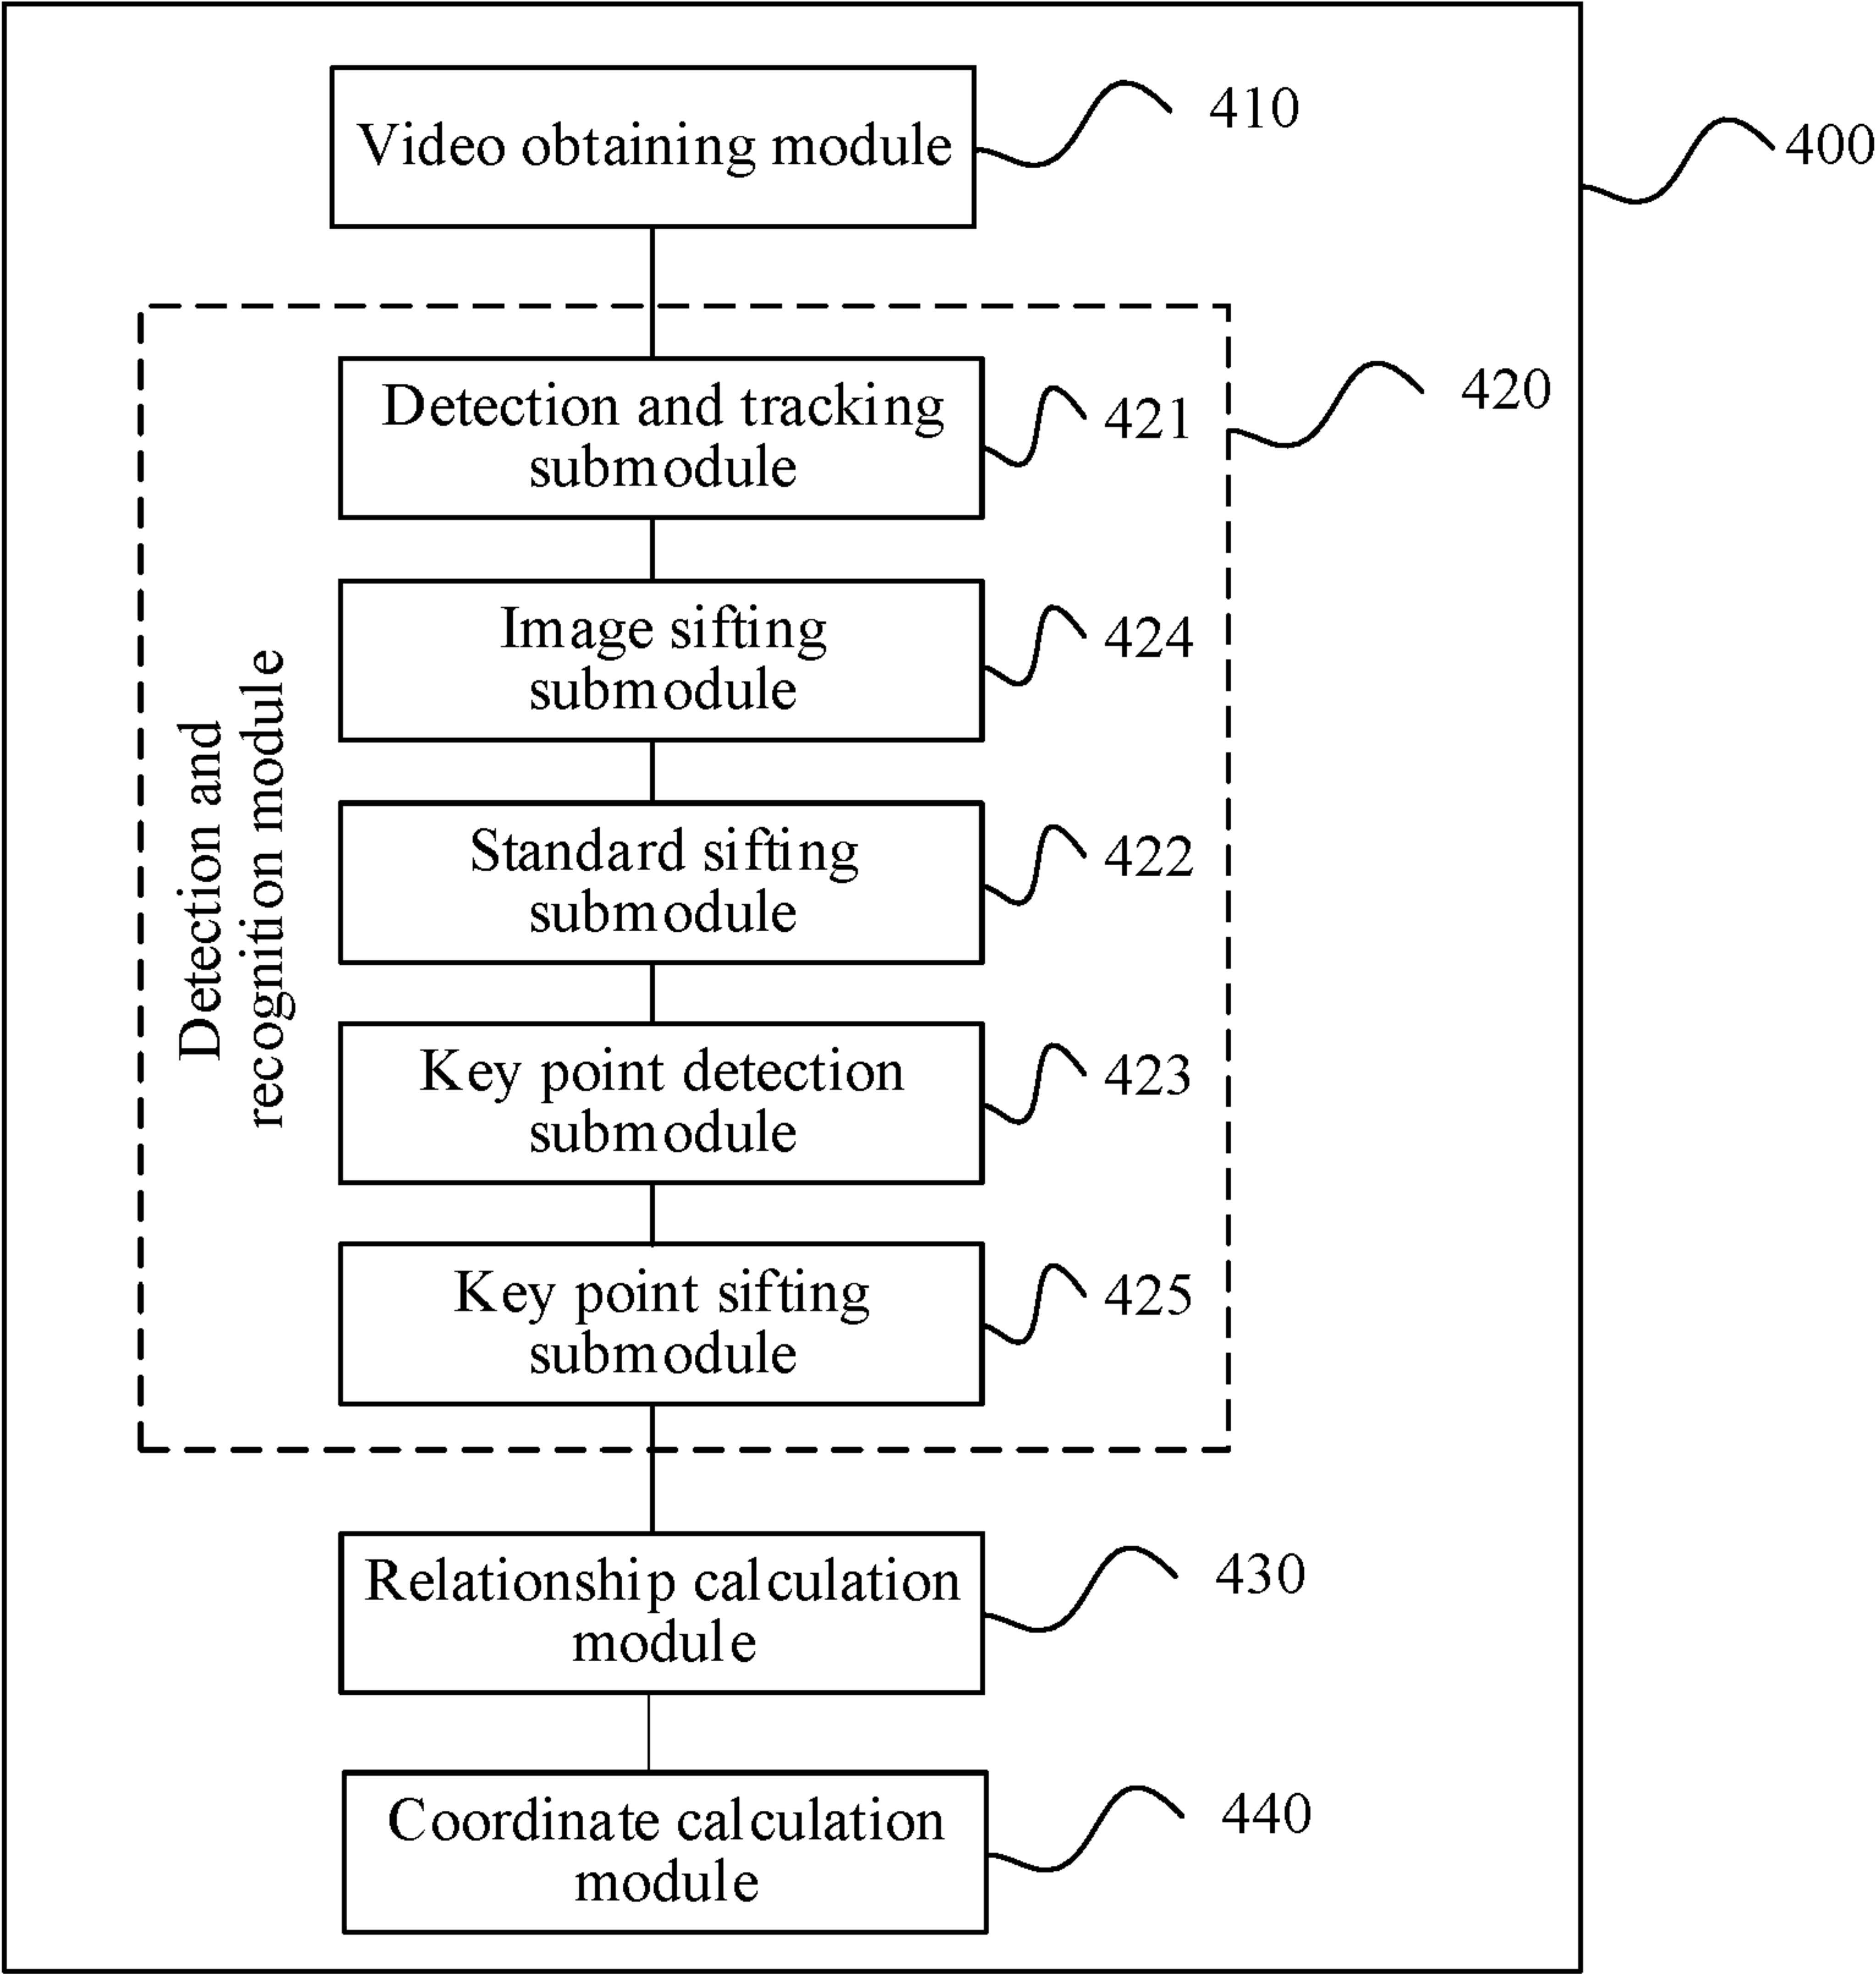 Video obtaining module
410
400
Detection and
recognition module
420
Detection and tracking
submodule
421
Image sifting
submodule
424
Standard sifting
submodule
422
Key point detection
submodule
423
Key point sifting
submodule
425
Relationship calculation
module
430
Coordinate calculation
module
440